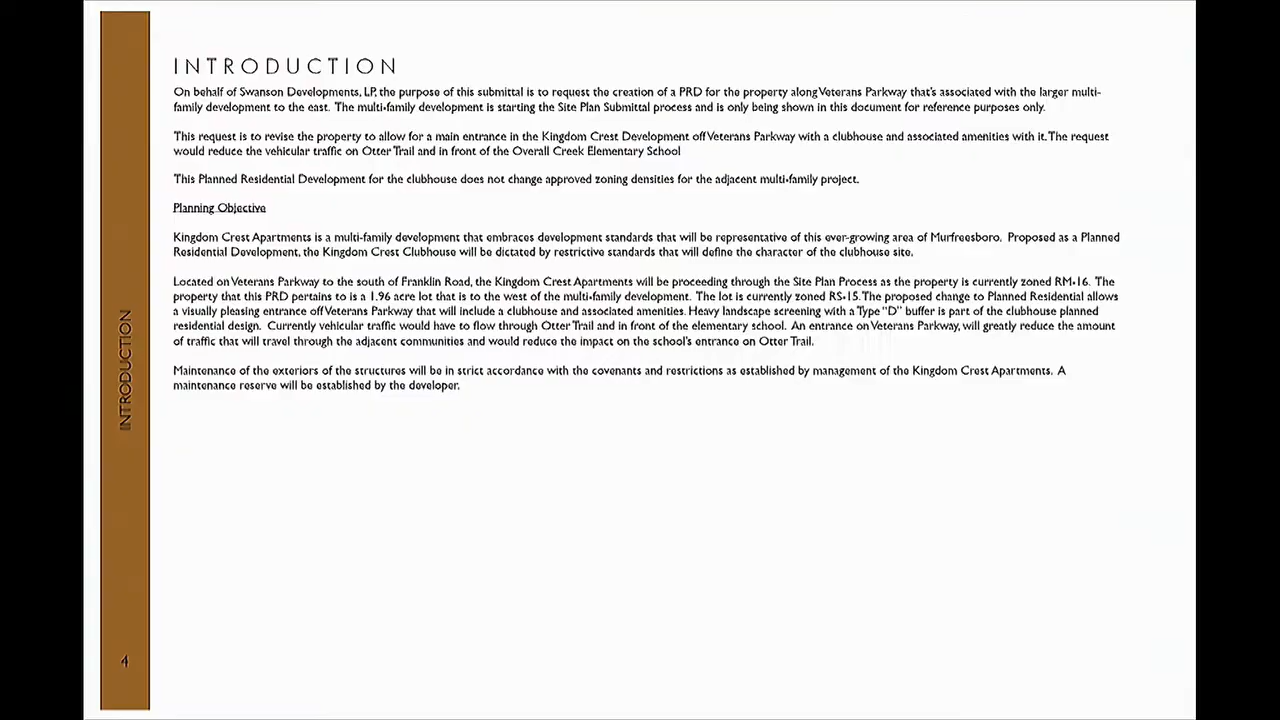 INTRODUCTION
On behalf of Swanson Developments, LP, the purpose of this submittal is to request the creation of a PRD for the property along Veterans Parkway that's associated with the larger multi-
family development to the east. The multi-family development is starting the Site Plan Submittal process and is only being shown in this document for reference purposes only.
This request is to revise the property to allow for a main entrance in the Kingdom Crest Development off Veterans Parkway with a clubhouse and associated amenities with it. The request
would reduce the vehicular traffic on Otter Trail and in front of the Overall Creek Elementary School
This Planned Residential Development for the clubhouse does not change approved zoning densities for the adjacent multi-family project.
Planning Objective
Kingdom Crest Apartments is a multi-family development that embraces development standards that will be representative of this ever-growing area of Murfreesboro. Proposed as a Planned
Residential Development, the Kingdom Crest Clubhouse will be dictated by restrictive standards that will define the character of the clubhouse site.
Located on Veterans Parkway to the south of Franklin Road, the Kingdom Crest Apartments will be proceeding through the Site Plan Process as the property is currently zoned RM-16. The
property that this PRD pertains to is a 1.96 acre lot that is to the west of the multi-family development. The lot is currently zoned RS-15. The proposed change to Planned Residential allows
a visually pleasing entrance off Veterans Parkway that will include a clubhouse and associated amenities. Heavy landscape screening with a Type "D" buffer is part of the clubhouse planned
residential design. Currently vehicular traffic would have to flow through Otter Trail and in front of the elementary school. An entrance on Veterans Parkway, will greatly reduce the amount
of traffic that will travel through the adjacent communities and would reduce the impact on the school's entrance on Otter Trail.
Maintenance of the exteriors of the structures will be in strict accordance with the covenants and restrictions as established by management of the Kingdom Crest Apartments. A
maintenance reserve will be established by the developer.
INTRODUCTION
4